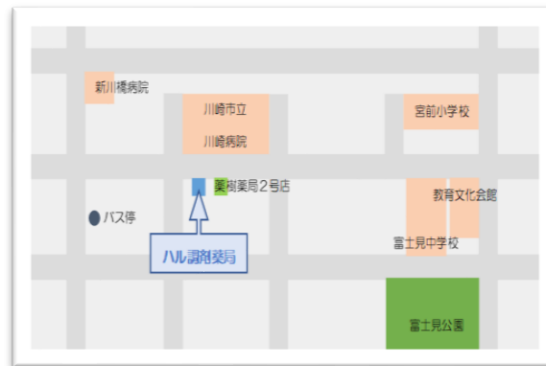 新川橋病院
川崎市立
川崎病院
宮前小学校
薬樹薬局２号店
教育文化会館
バス停
富士見中学校
ハル調剤薬局
富士見公園